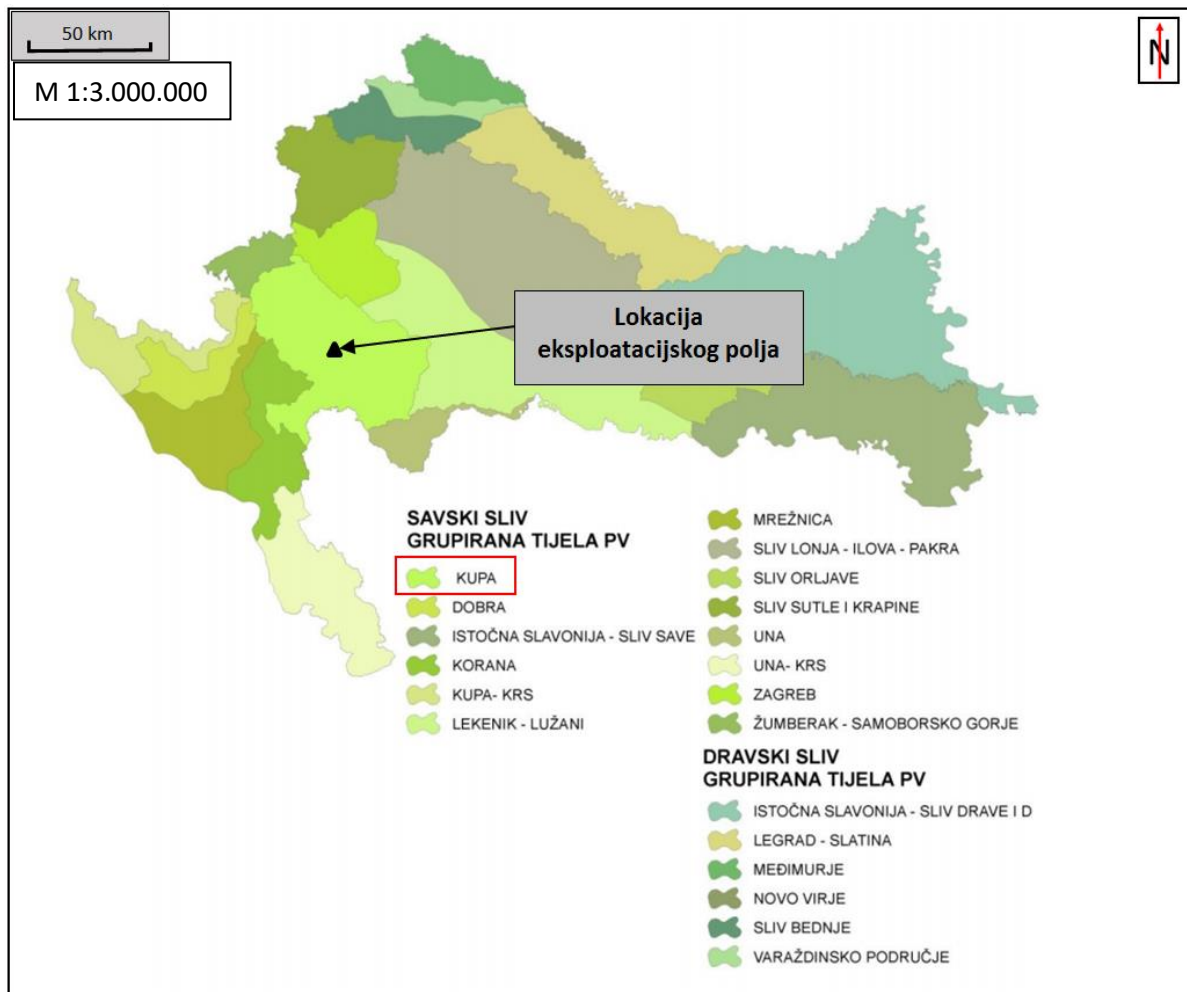 50 km
M 1:3.000.000
N
Lokacija
eksploatacijskog polja
SAVSKI SLIV
GRUPIRANA TIJELA PV
KUPA
DOBRA
ISTOČNA SLAVONIJA - SLIV SAVE
KORANA
KUPA- KRS
LEKENIK - LUŽANI
MREŽNICA
SLIV LONJA - ILOVA - PAKRA
SLIV ORLJAVE
SLIV SUTLE I KRAPINE
UNA
UNA- KRS
ZAGREB
ŽUMBERAK - SAMOBORSKO GORJE
DRAVSKI SLIV
GRUPIRANA TIJELA PV
ISTOČNA SLAVONIJA - SLIV DRAVE I D
LEGRAD - SLATINA
MEĐIMURJE
NOVO VIRJE
SLIV BEDNJE
VARAŽDINSKO PODRUČJE